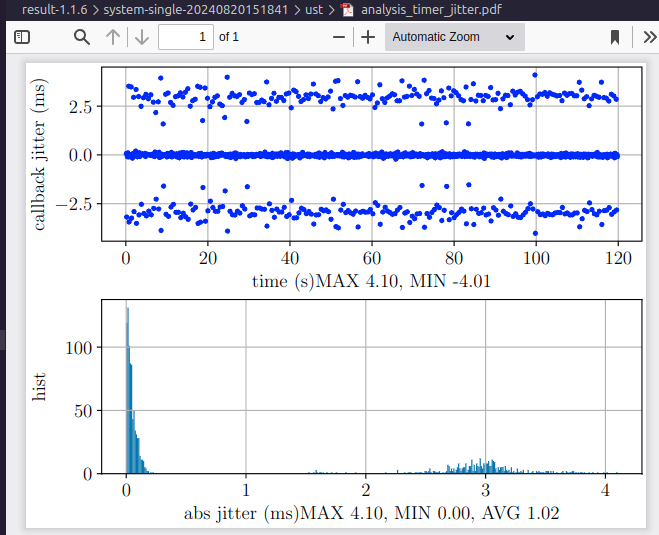 result-1.1.6 〉 system-single-20240820151841 〉 ust 〉 analysis_timer_jitter.pdf
1 of 1 Automatic Zoom
callback jitter (ms)
2.5
0.0
−2.5
0 20 40 60 80 100 120
time (s)MAX 4.10, MIN -4.01
hist
100
50
0
0 1 2 3 4
abs jitter (ms)MAX 4.10, MIN 0.00, AVG 1.02